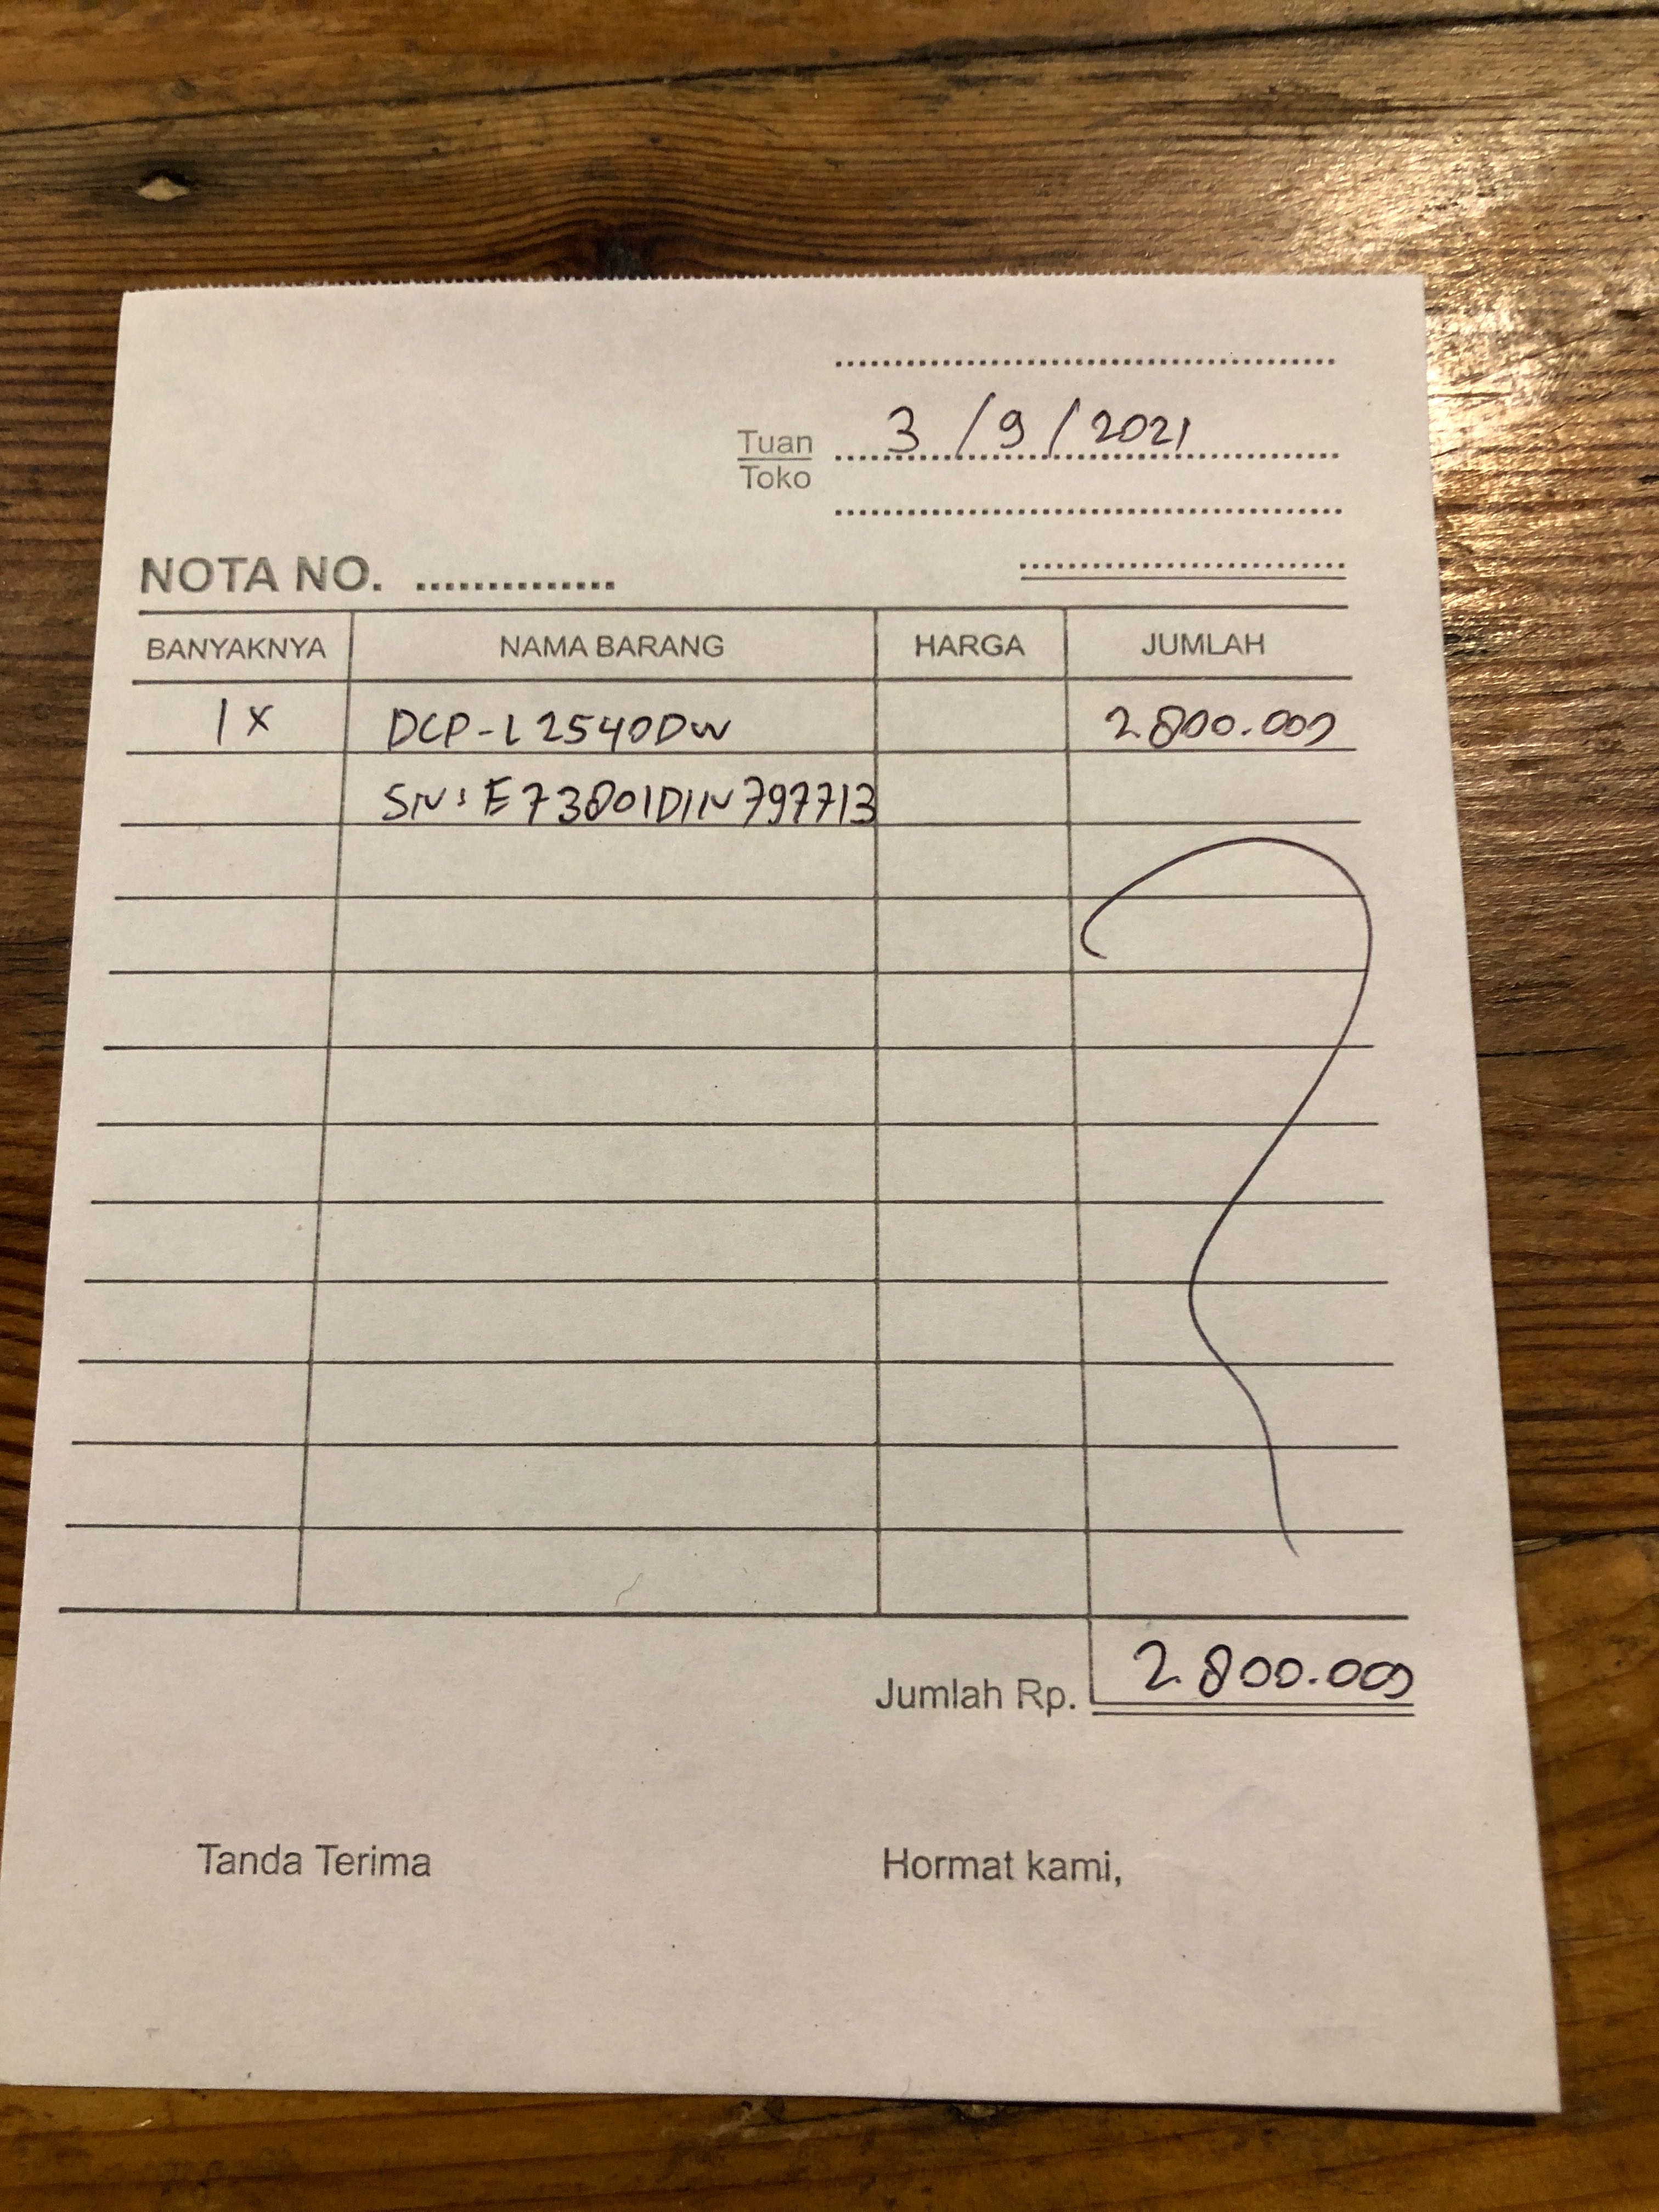 ................................
Tuan ...3 / 9 / 2021...
Toko
................................
NOTA NO. .............. ....................
BANYAKNYA NAMA BARANG HARGA JUMLAH
1 x DCP-L2540DW 2.800.000
SN: E73801D1N797713
Jumlah Rp. 2.800.000
Tanda Terima Hormat kami,